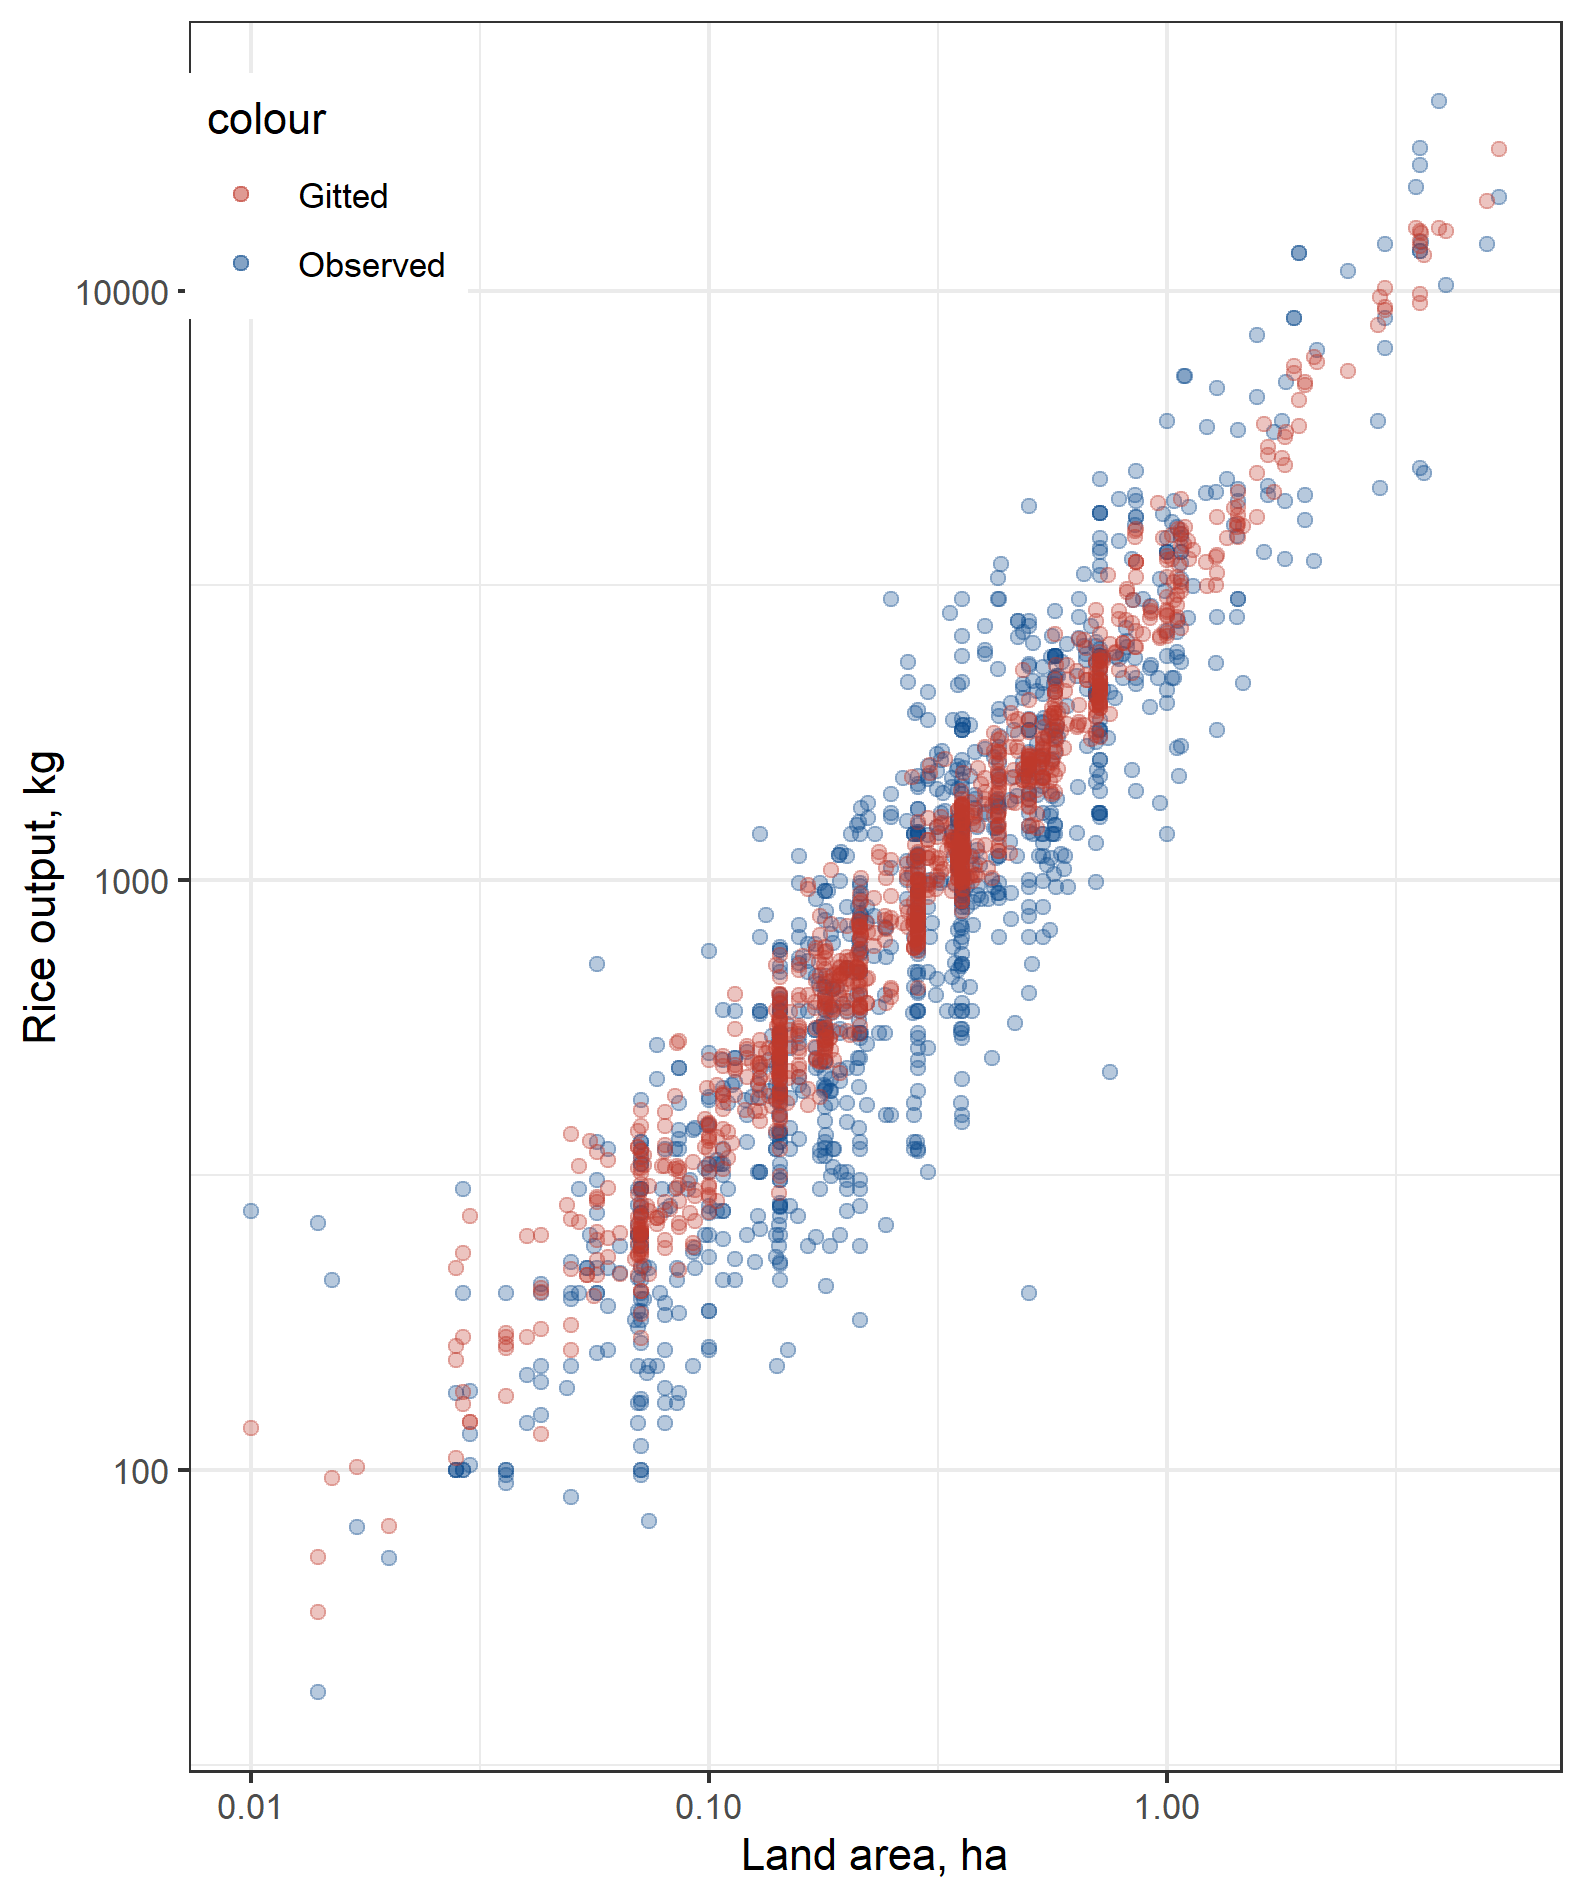 colour
Gitted
Observed
10000
1000
100
Rice output, kg
0.01
0.10
1.00
Land area, ha